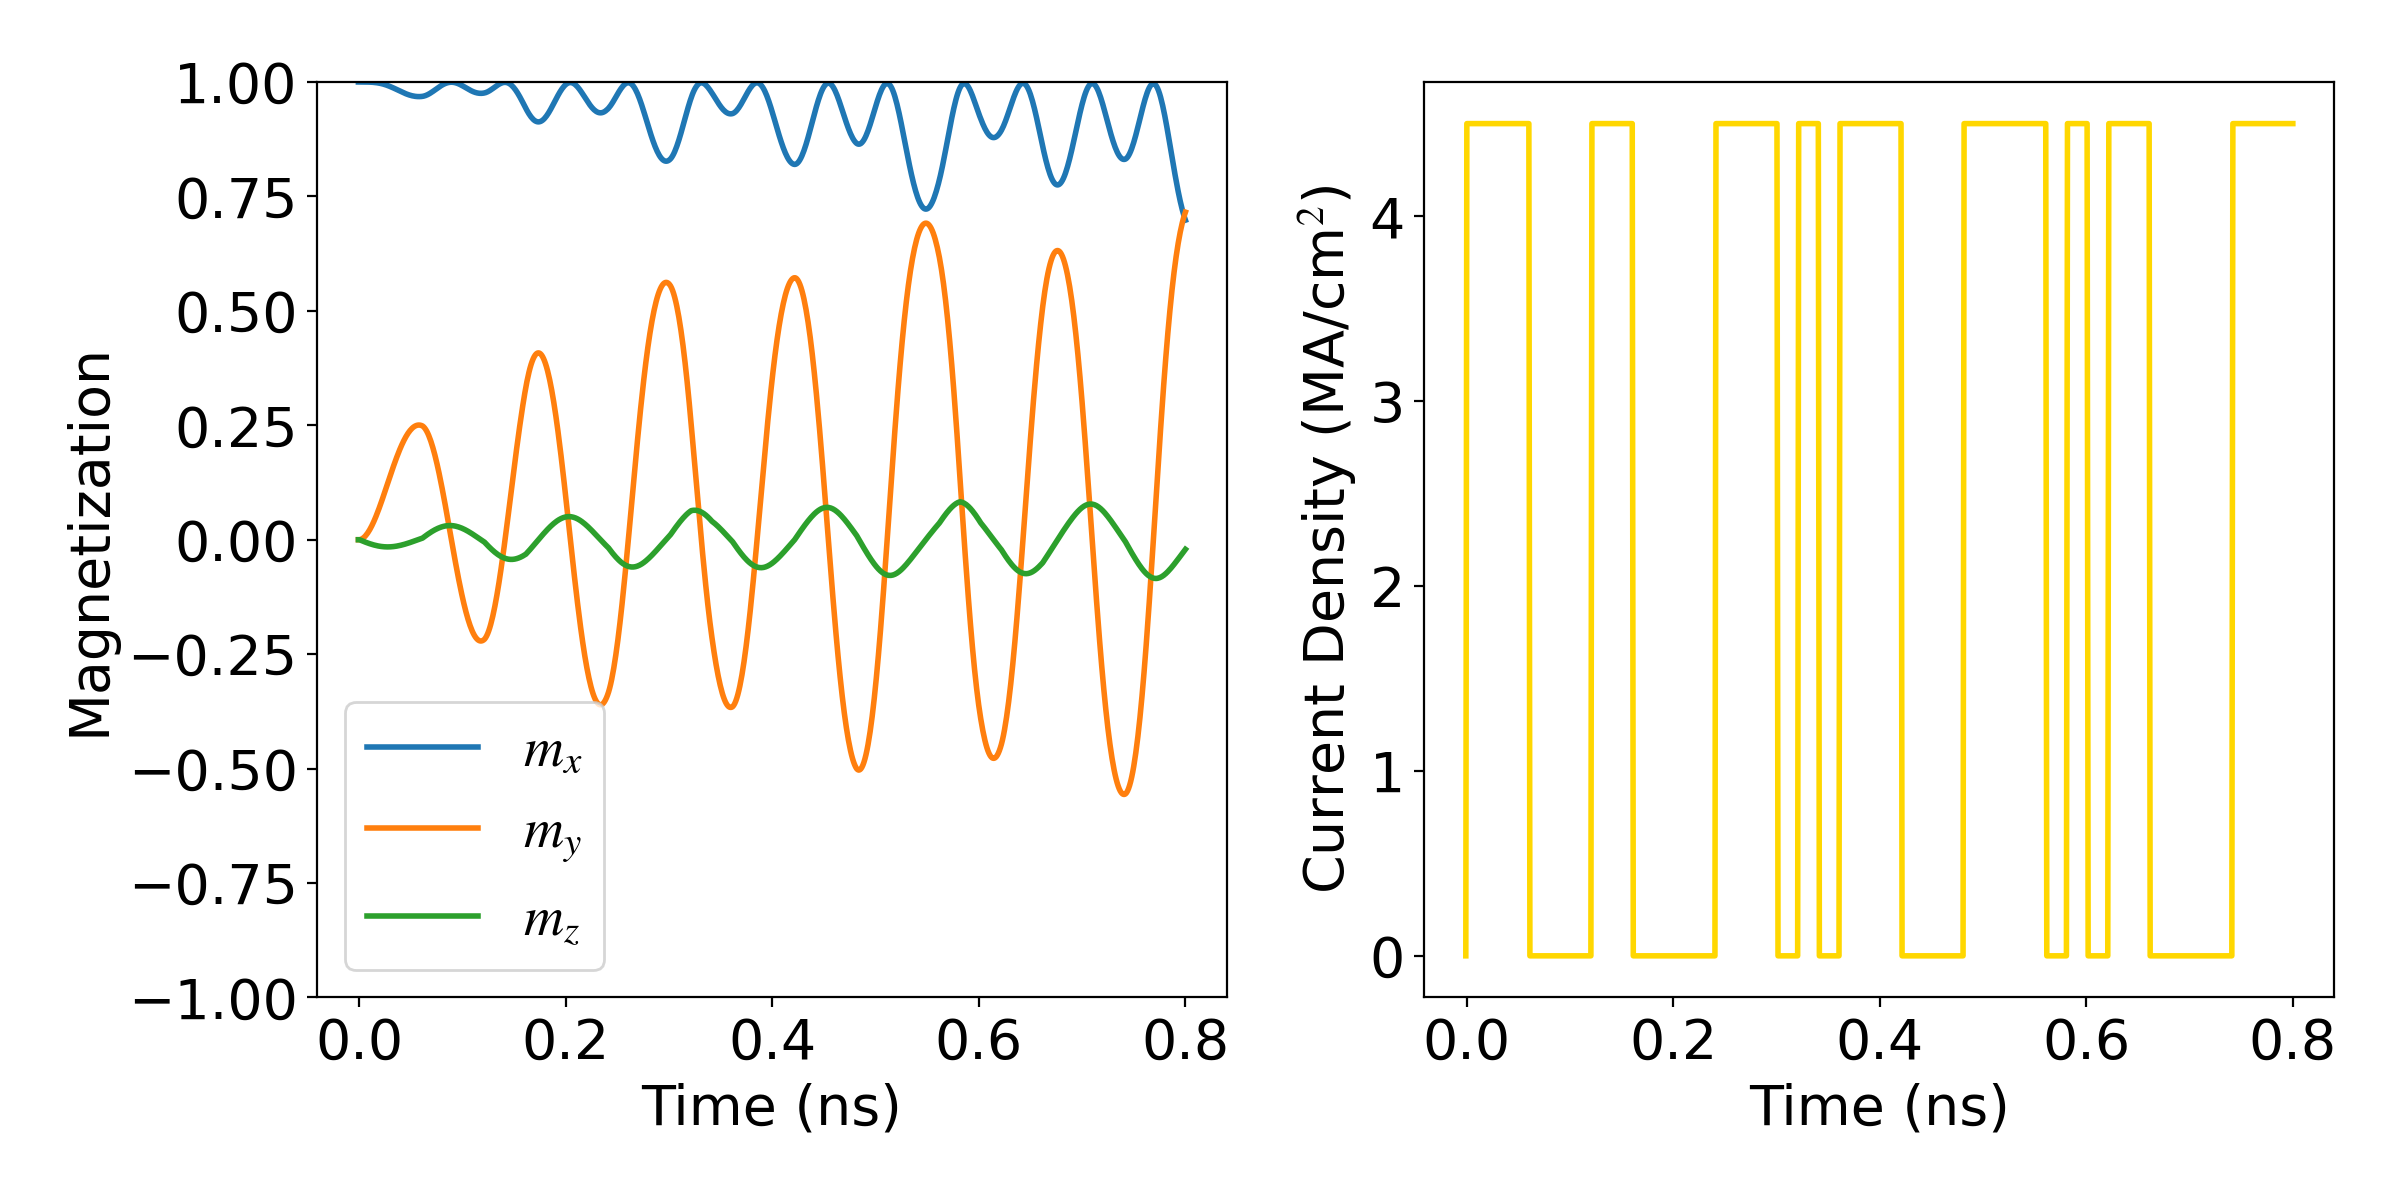 1.00
0.75
0.50
0.25
0.00
−0.25
−0.50
−0.75
−1.00
Magnetization
m_x
m_y
m_z
0.0 0.2 0.4 0.6 0.8
Time (ns)
4
3
2
1
0
Current Density (MA/cm²)
0.0 0.2 0.4 0.6 0.8
Time (ns)